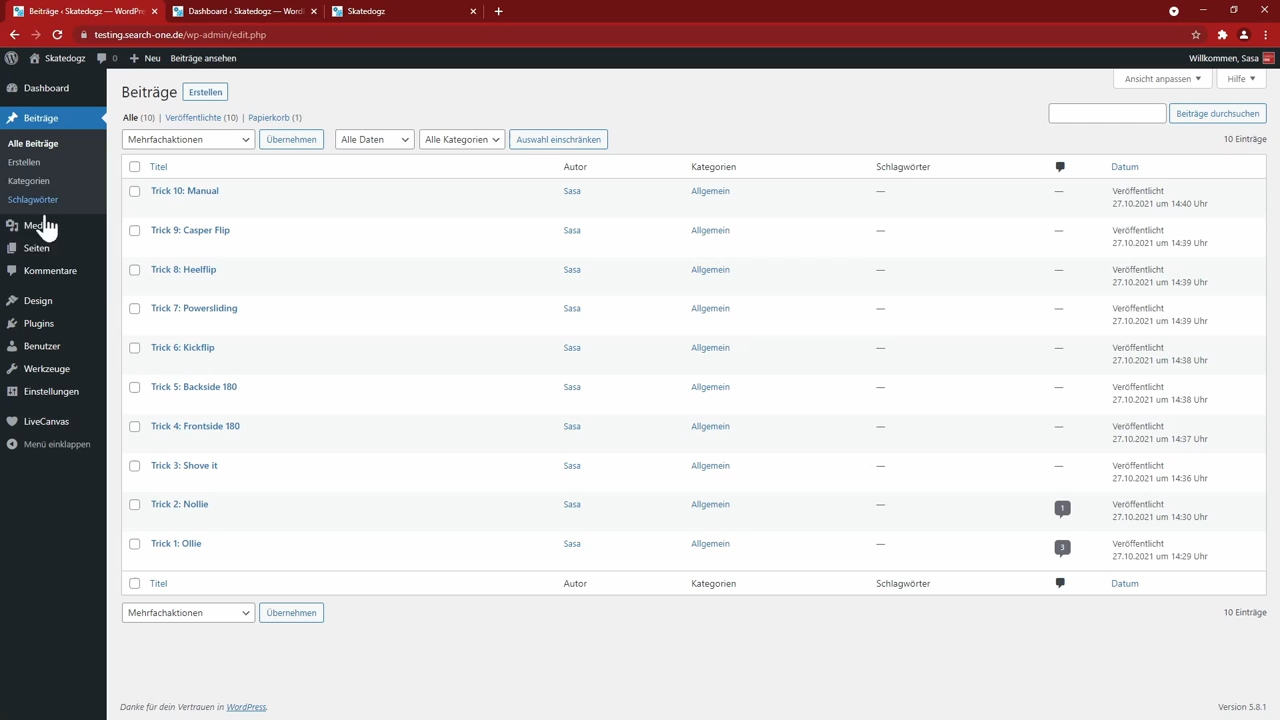 Beiträge ‹ Skatedogz — WordPre
Dashboard ‹ Skatedogz — Word
Skatedogz
testing.search-one.de/wp-admin/edit.php
Skatedogz 0 Neu Beiträge ansehen Willkommen, Sasa
Dashboard
Beiträge
Alle Beiträge
Erstellen
Kategorien
Schlagwörter
Med
Seiten
Kommentare
Design
Plugins
Benutzer
Werkzeuge
Einstellungen
LiveCanvas
Menü einklappen
Ansicht anpassen Hilfe
Beiträge Erstellen
Alle (10) | Veröffentlichte (10) | Papierkorb (1)
Beiträge durchsuchen
Mehrfachaktionen Übernehmen Alle Daten Alle Kategorien Auswahl einschränken 10 Einträge
Titel Autor Kategorien Schlagwörter Datum
Trick 10: Manual Sasa Allgemein — — Veröffentlicht
27.10.2021 um 14:40 Uhr
Trick 9: Casper Flip Sasa Allgemein — — Veröffentlicht
27.10.2021 um 14:39 Uhr
Trick 8: Heelflip Sasa Allgemein — — Veröffentlicht
27.10.2021 um 14:39 Uhr
Trick 7: Powersliding Sasa Allgemein — — Veröffentlicht
27.10.2021 um 14:39 Uhr
Trick 6: Kickflip Sasa Allgemein — — Veröffentlicht
27.10.2021 um 14:38 Uhr
Trick 5: Backside 180 Sasa Allgemein — — Veröffentlicht
27.10.2021 um 14:38 Uhr
Trick 4: Frontside 180 Sasa Allgemein — — Veröffentlicht
27.10.2021 um 14:37 Uhr
Trick 3: Shove it Sasa Allgemein — — Veröffentlicht
27.10.2021 um 14:36 Uhr
Trick 2: Nollie Sasa Allgemein — 1 Veröffentlicht
27.10.2021 um 14:30 Uhr
Trick 1: Ollie Sasa Allgemein — 3 Veröffentlicht
27.10.2021 um 14:29 Uhr
Titel Autor Kategorien Schlagwörter Datum
Mehrfachaktionen Übernehmen 10 Einträge
Danke für dein Vertrauen in WordPress. Version 5.8.1